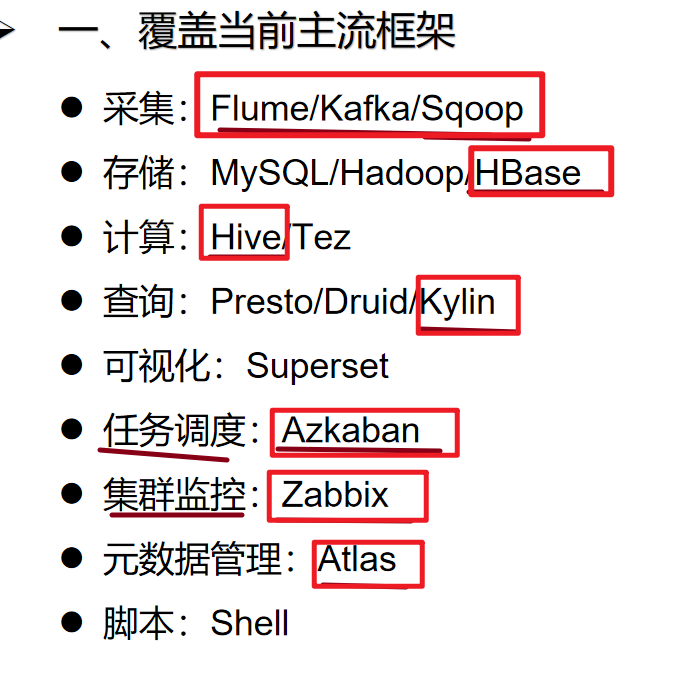 一、覆盖当前主流框架
采集：Flume/Kafka/Sqoop
存储：MySQL/Hadoop/HBase
计算：Hive/Tez
查询：Presto/Druid/Kylin
可视化：Superset
任务调度：Azkaban
集群监控：Zabbix
元数据管理：Atlas
脚本：Shell